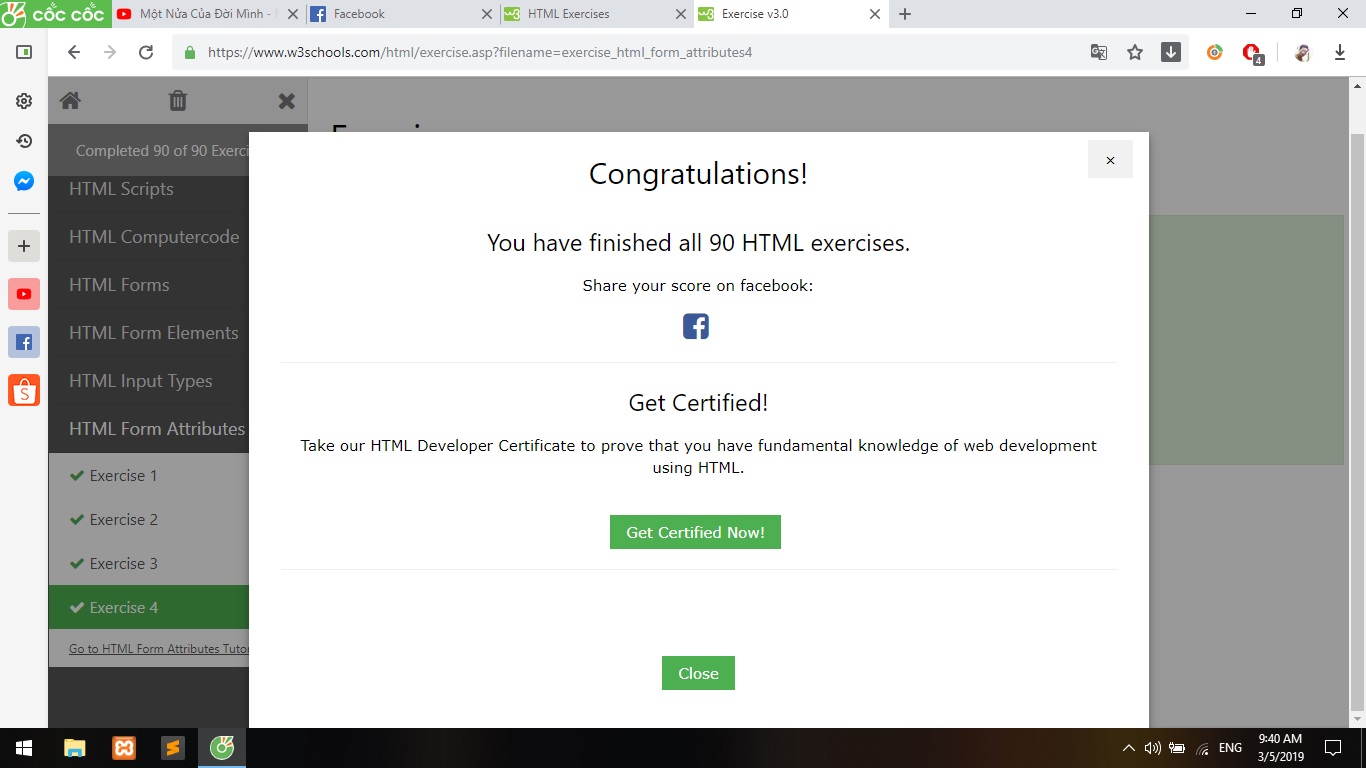 cốc cốc
Một Nửa Của Đời Mình -
Facebook
HTML Exercises
Exercise v3.0
https://www.w3schools.com/html/exercise.asp?filename=exercise_html_form_attributes4
4
Completed 90 of 90 Exerci
HTML Scripts
HTML Computercode
HTML Forms
HTML Form Elements
HTML Input Types
HTML Form Attributes
Exercise 1
Exercise 2
Exercise 3
Exercise 4
Go to HTML Form Attributes Tutor
×
Congratulations!
You have finished all 90 HTML exercises.
Share your score on facebook:
Get Certified!
Take our HTML Developer Certificate to prove that you have fundamental knowledge of web development
using HTML.
Get Certified Now!
Close
ENG
9:40 AM
3/5/2019